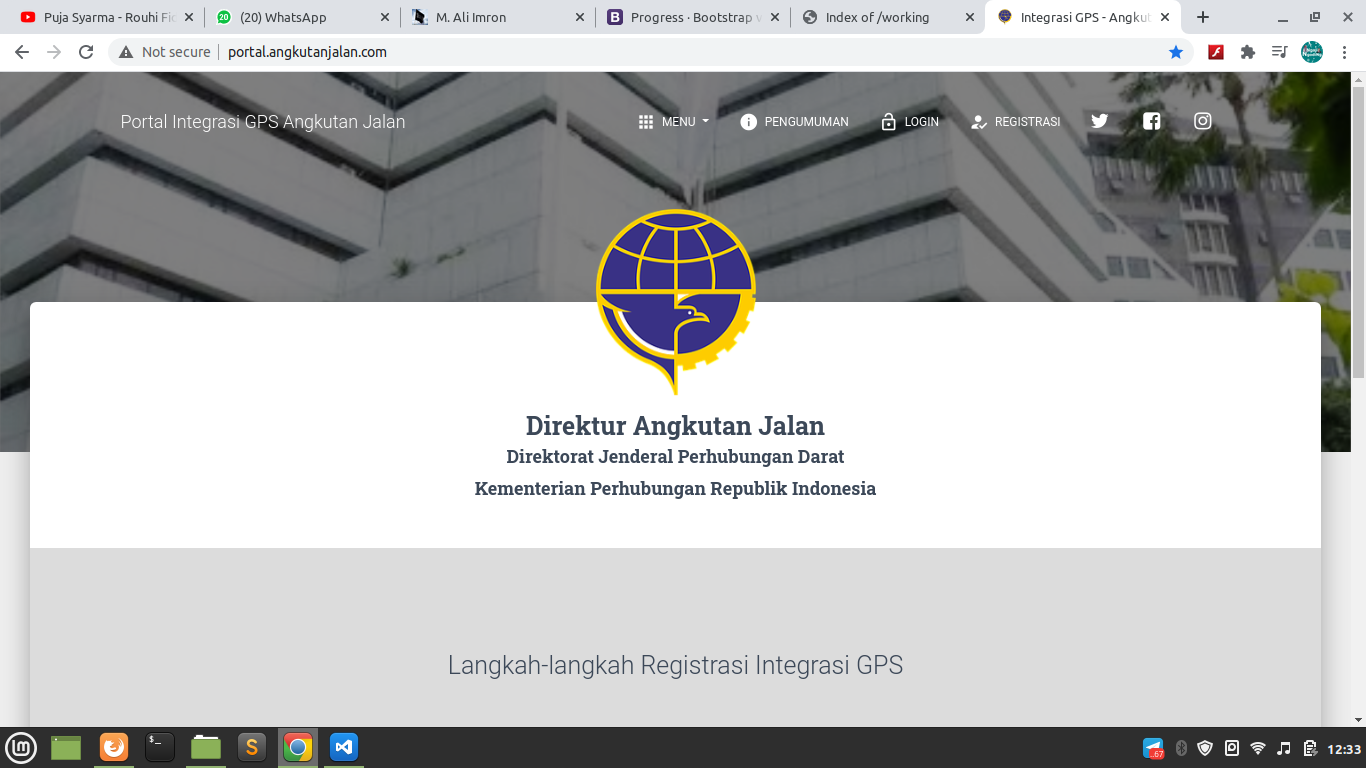 Puja Syarma - Rouhi Fid
(20) WhatsApp
M. Ali Imron
Progress · Bootstrap v
Index of /working
Integrasi GPS - Angkut
Not secure
portal.angkutanjalan.com
Portal Integrasi GPS Angkutan Jalan
MENU
PENGUMUMAN
LOGIN
REGISTRASI
Direktur Angkutan Jalan
Direktorat Jenderal Perhubungan Darat
Kementerian Perhubungan Republik Indonesia
Langkah-langkah Registrasi Integrasi GPS
67
12:33